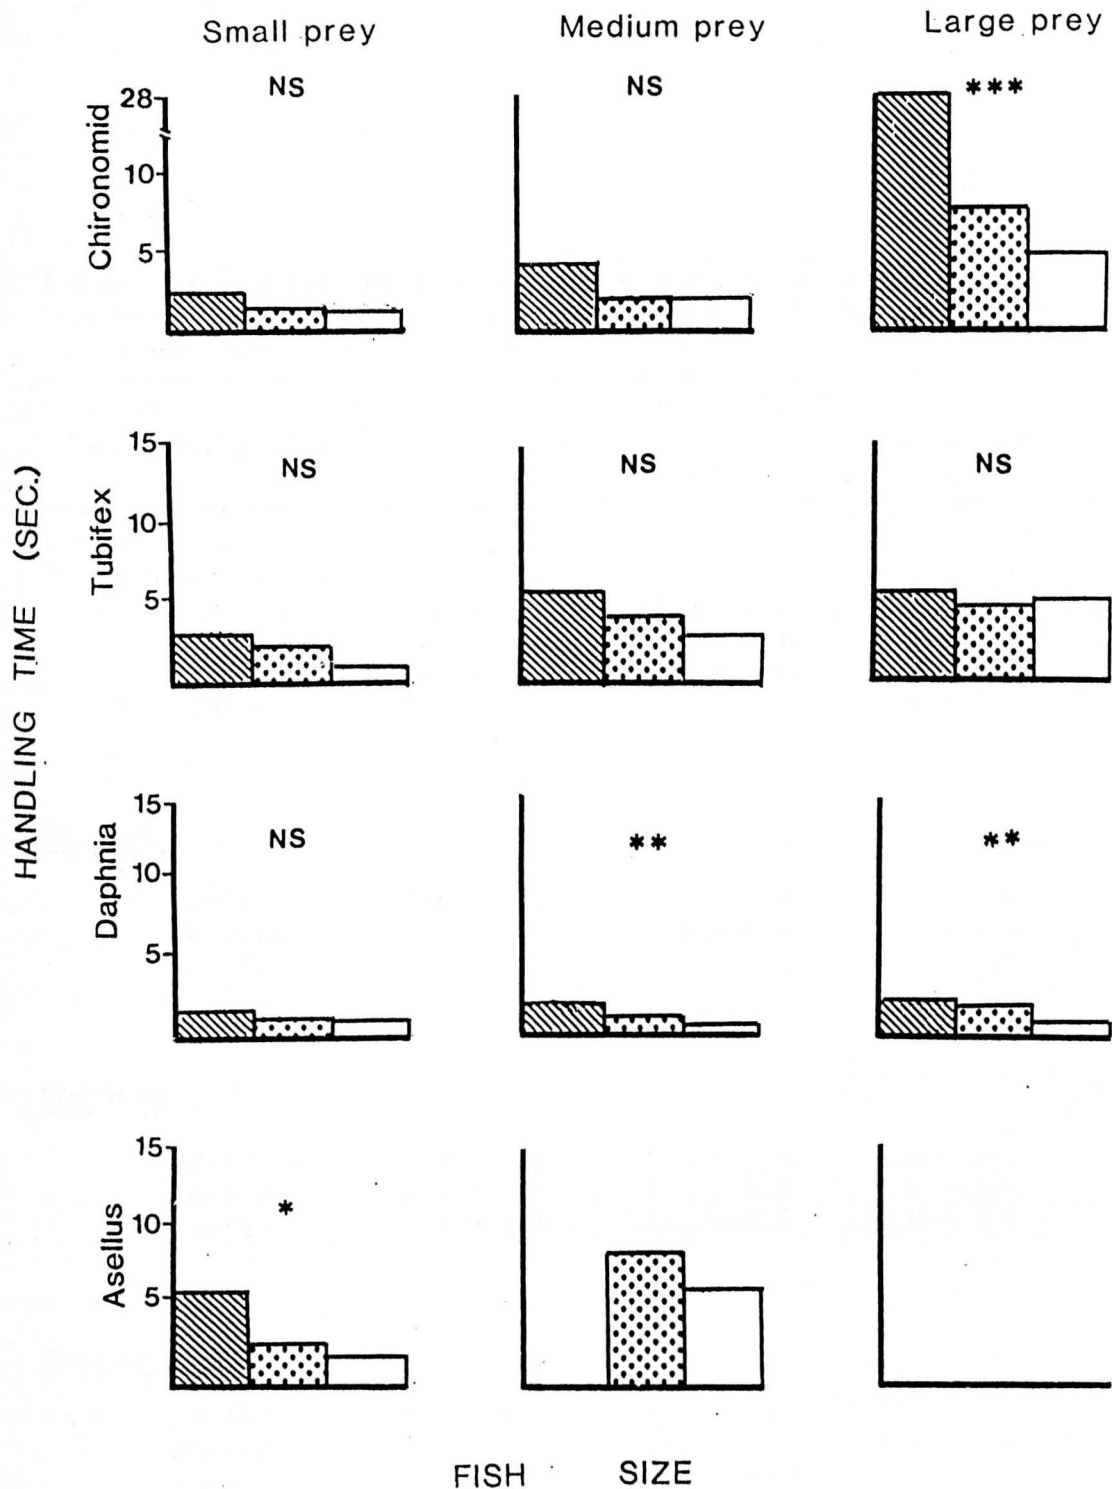 Small prey Medium prey Large prey
HANDLING TIME (SEC.)
Chironomid
28
10
5
NS
NS
***
Tubifex
15
10
5
NS
NS
NS
Daphnia
15
10
5
NS
**
**
Asellus
15
10
5
*
FISH SIZE